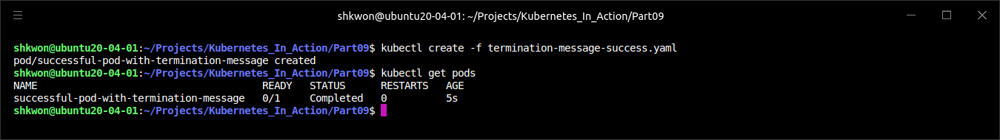 shkwon@ubuntu20-04-01: ~/Projects/Kubernetes_In_Action/Part09
shkwon@ubuntu20-04-01:~/Projects/Kubernetes_In_Action/Part09$ kubectl create -f termination-message-success.yaml
pod/successful-pod-with-termination-message created
shkwon@ubuntu20-04-01:~/Projects/Kubernetes_In_Action/Part09$ kubectl get pods
NAME                                      READY   STATUS      RESTARTS   AGE
successful-pod-with-termination-message   0/1     Completed   0          5s
shkwon@ubuntu20-04-01:~/Projects/Kubernetes_In_Action/Part09$